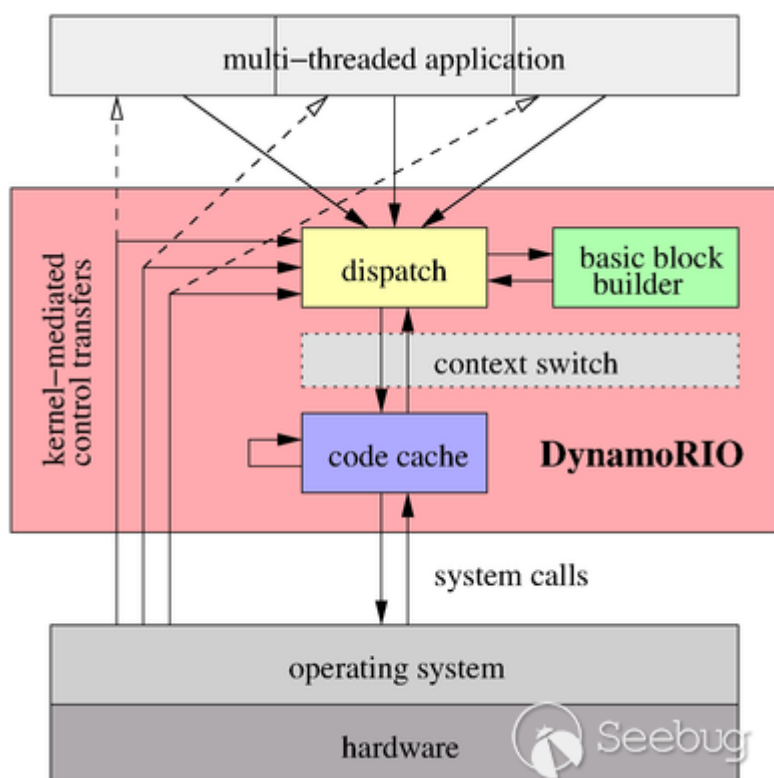 multi–threaded application
kernel–mediated
control transfers
dispatch
basic block
builder
context switch
code cache
DynamoRIO
system calls
operating system
hardware
Seebug